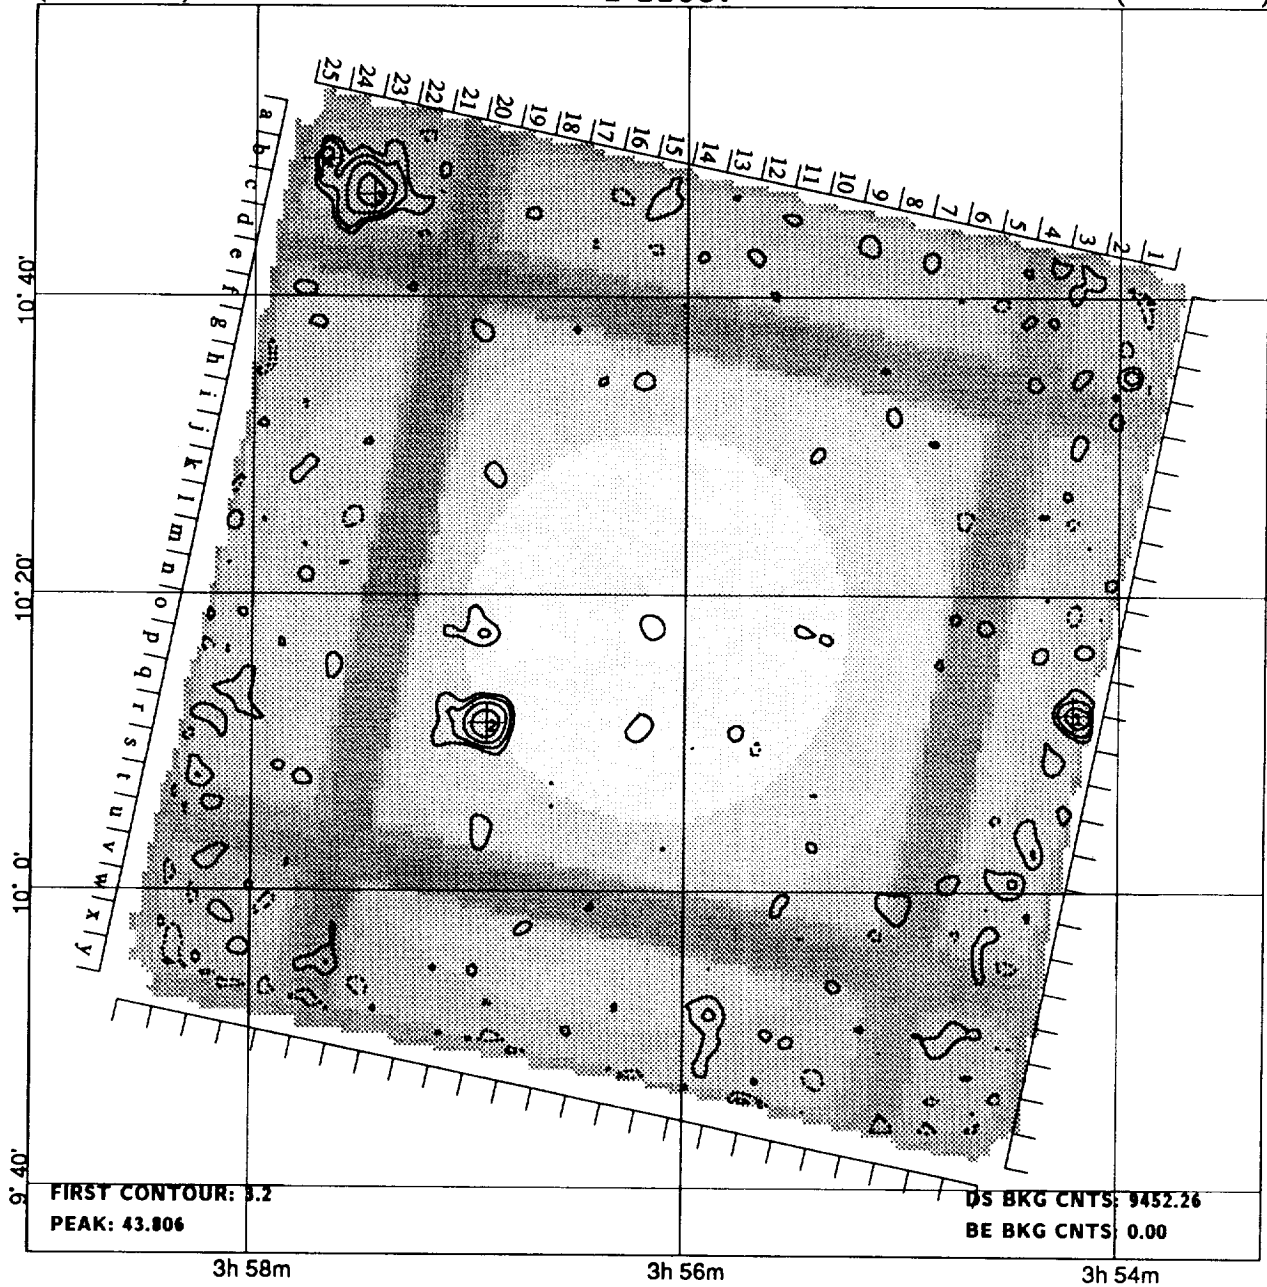 25 24 23 22 21 20 19 18 17 16 15 14 13 12 11 10 9 8 7 6 5 4 3 2 1
a b c d e f g h i j k l m n o p q r s t u v w x y
10° 40'
10° 20'
10° 0'
9° 40'
FIRST CONTOUR: 3.2
PEAK: 43.806
DS BKG CNTS: 9452.26
BE BKG CNTS: 0.00
3h 58m 3h 56m 3h 54m